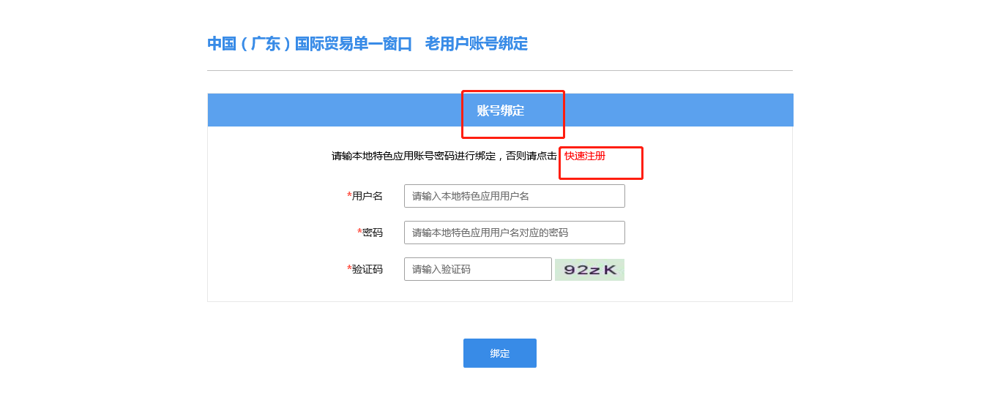 中国（广东）国际贸易单一窗口 老用户账号绑定
账号绑定
请输本地特色应用账号密码进行绑定，否则请点击 快速注册
*用户名 请输入本地特色应用用户名
*密码 请输本地特色应用用户名对应的密码
*验证码 请输入验证码 92zK
绑定